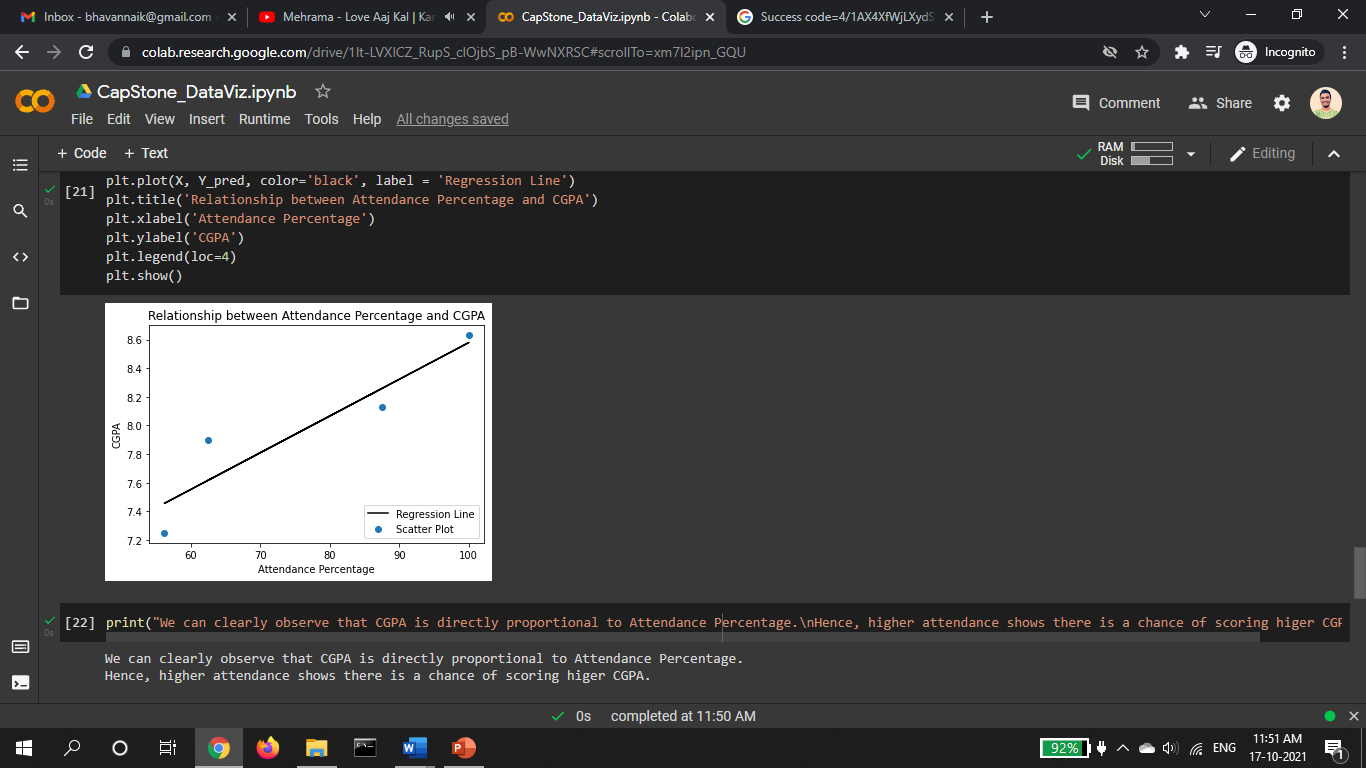 Inbox - bhavannaik@gmail.com
Mehrama - Love Aaj Kal | Kar
CapStone_DataViz.ipynb - Colabo
Success code=4/1AX4XfWjLXydS
colab.research.google.com/drive/1It-LVXICZ_RupS_clOjbS_pB-WwNXRSC#scrollTo=xm7I2ipn_GQU
Incognito
CapStone_DataViz.ipynb
Comment
Share
File Edit View Insert Runtime Tools Help All changes saved
+ Code + Text
RAM
Disk
Editing
[21]
0s
plt.plot(X, Y_pred, color='black', label = 'Regression Line')
plt.title('Relationship between Attendance Percentage and CGPA')
plt.xlabel('Attendance Percentage')
plt.ylabel('CGPA')
plt.legend(loc=4)
plt.show()
Relationship between Attendance Percentage and CGPA
8.6
8.4
8.2
8.0
7.8
7.6
7.4
7.2
CGPA
Regression Line
Scatter Plot
60 70 80 90 100
Attendance Percentage
[22] print("We can clearly observe that CGPA is directly proportional to Attendance Percentage.\nHence, higher attendance shows there is a chance of scoring higer CGP
0s
We can clearly observe that CGPA is directly proportional to Attendance Percentage.
Hence, higher attendance shows there is a chance of scoring higer CGPA.
0s completed at 11:50 AM
92%
ENG
11:51 AM
17-10-2021
1